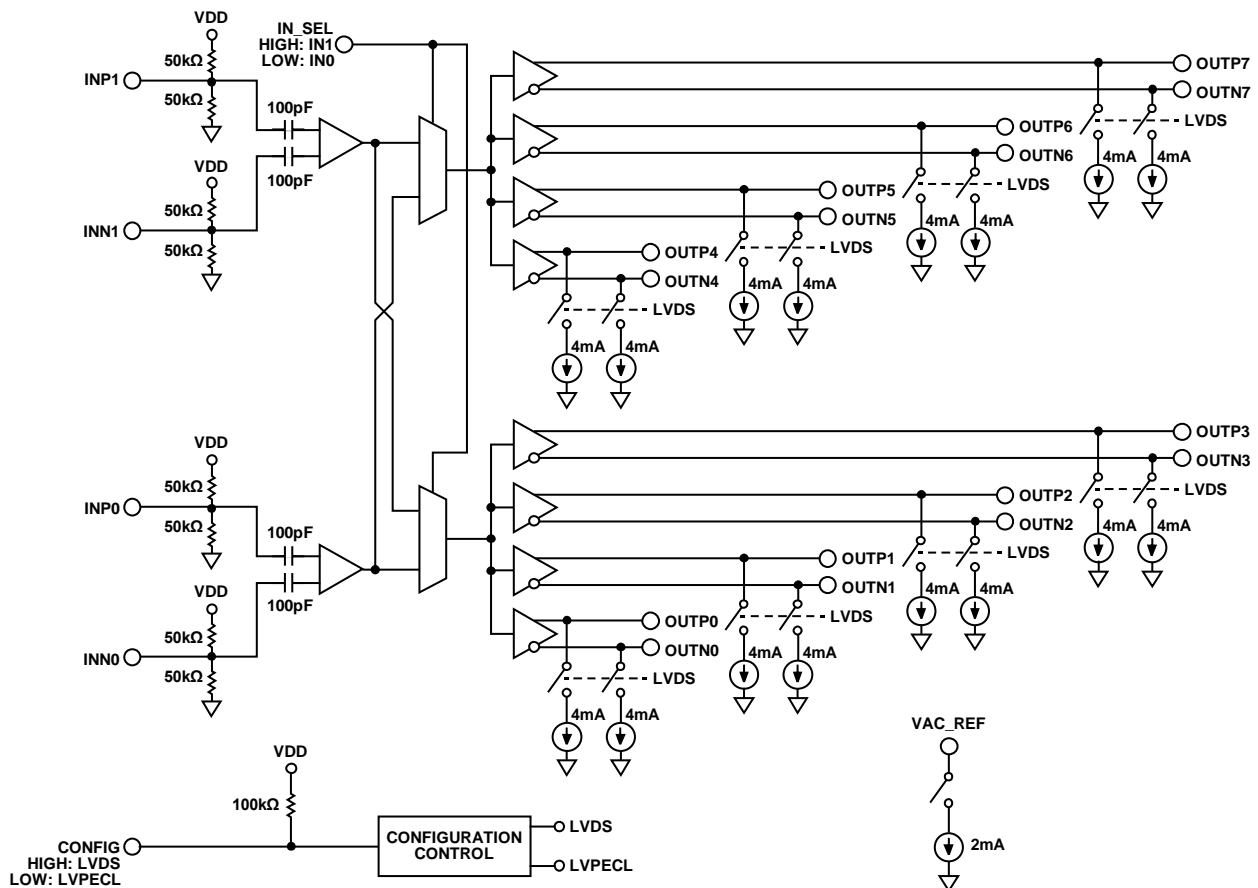 VDD
50kΩ
INP1
50kΩ
100pF
VDD
100pF
50kΩ
INN1
50kΩ
IN_SEL
HIGH: IN1
LOW: IN0
OUTP7
OUTN7
LVDS
4mA
4mA
OUTP6
OUTN6
LVDS
4mA
4mA
OUTP5
OUTN5
LVDS
4mA
4mA
OUTP4
OUTN4
LVDS
4mA
4mA
VDD
50kΩ
INP0
50kΩ
100pF
VDD
100pF
50kΩ
INN0
50kΩ
OUTP3
OUTN3
LVDS
4mA
4mA
OUTP2
OUTN2
LVDS
4mA
4mA
OUTP1
OUTN1
LVDS
4mA
4mA
OUTP0
OUTN0
LVDS
4mA
4mA
VDD
100kΩ
CONFIG
HIGH: LVDS
LOW: LVPECL
CONFIGURATION
CONTROL
LVDS
LVPECL
VAC_REF
2mA